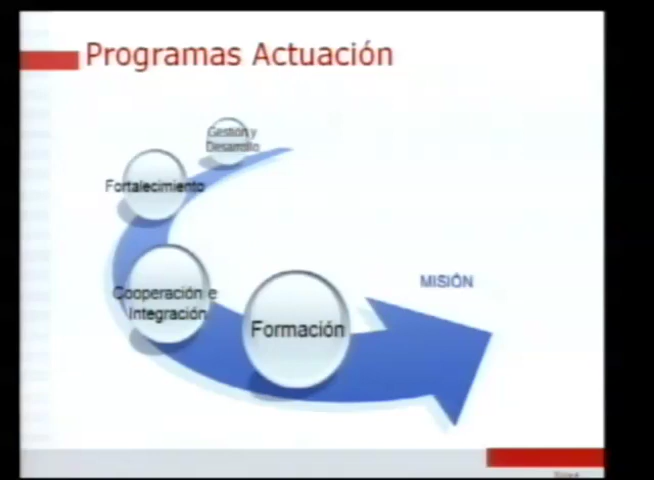 Programas Actuación
Gestión y
Desarrollo
Fortalecimiento
MISIÓN
Cooperación e
Integración
Formación